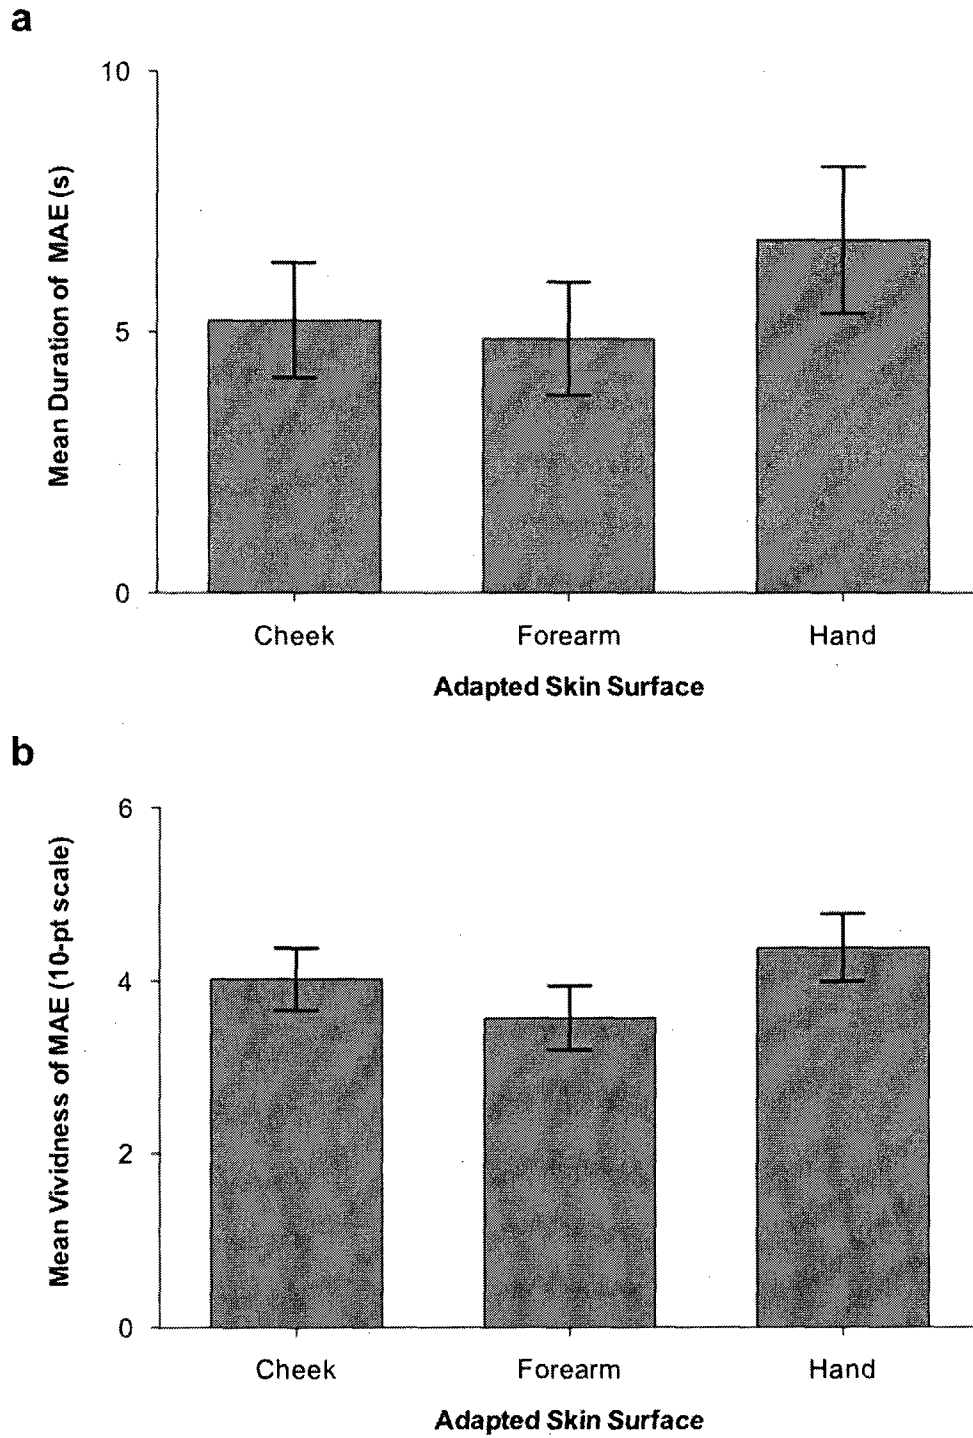 a
Mean Duration of MAE (s)
10
5
0
Cheek Forearm Hand
Adapted Skin Surface
b
Mean Vividness of MAE (10-pt scale)
6
4
2
0
Cheek Forearm Hand
Adapted Skin Surface